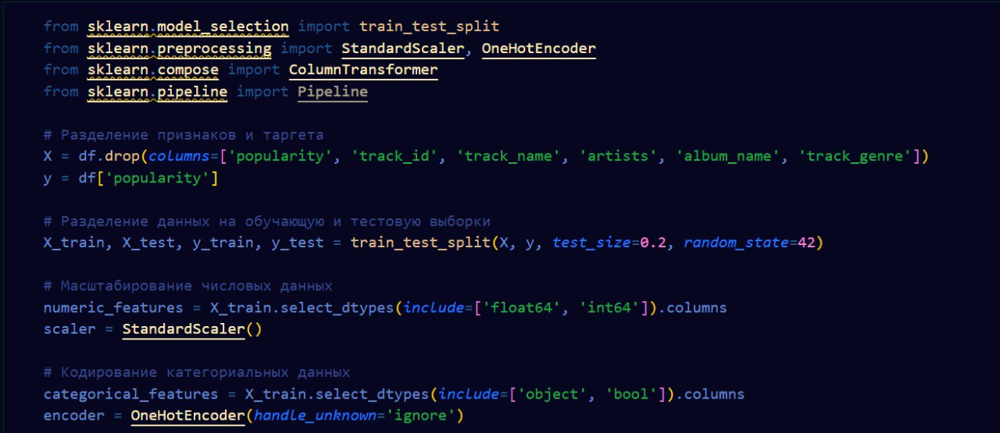 from sklearn.model_selection import train_test_split
from sklearn.preprocessing import StandardScaler, OneHotEncoder
from sklearn.compose import ColumnTransformer
from sklearn.pipeline import Pipeline
# Разделение признаков и таргета
X = df.drop(columns=['popularity', 'track_id', 'track_name', 'artists', 'album_name', 'track_genre'])
y = df['popularity']
# Разделение данных на обучающую и тестовую выборки
X_train, X_test, y_train, y_test = train_test_split(X, y, test_size=0.2, random_state=42)
# Масштабирование числовых данных
numeric_features = X_train.select_dtypes(include=['float64', 'int64']).columns
scaler = StandardScaler()
# Кодирование категориальных данных
categorical_features = X_train.select_dtypes(include=['object', 'bool']).columns
encoder = OneHotEncoder(handle_unknown='ignore')